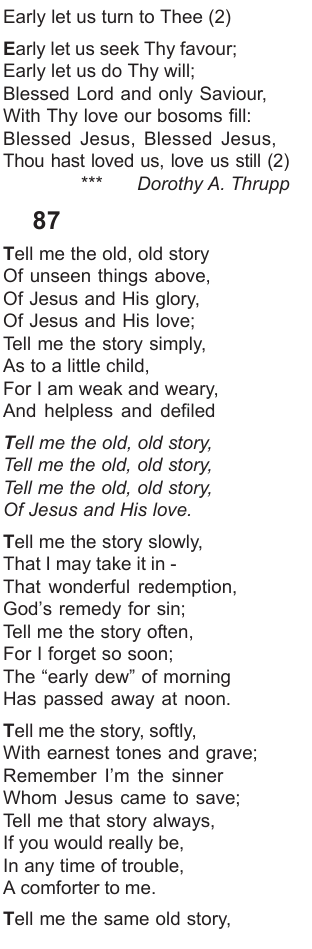 Early let us turn to Thee (2)
Early let us seek Thy favour;
Early let us do Thy will;
Blessed Lord and only Saviour,
With Thy love our bosoms fill:
Blessed Jesus, Blessed Jesus,
Thou hast loved us, love us still (2)
*** Dorothy A. Thrupp
87
Tell me the old, old story
Of unseen things above,
Of Jesus and His glory,
Of Jesus and His love;
Tell me the story simply,
As to a little child,
For I am weak and weary,
And helpless and defiled
Tell me the old, old story,
Tell me the old, old story,
Tell me the old, old story,
Of Jesus and His love.
Tell me the story slowly,
That I may take it in -
That wonderful redemption,
God's remedy for sin;
Tell me the story often,
For I forget so soon;
The “early dew” of morning
Has passed away at noon.
Tell me the story, softly,
With earnest tones and grave;
Remember I'm the sinner
Whom Jesus came to save;
Tell me that story always,
If you would really be,
In any time of trouble,
A comforter to me.
Tell me the same old story,